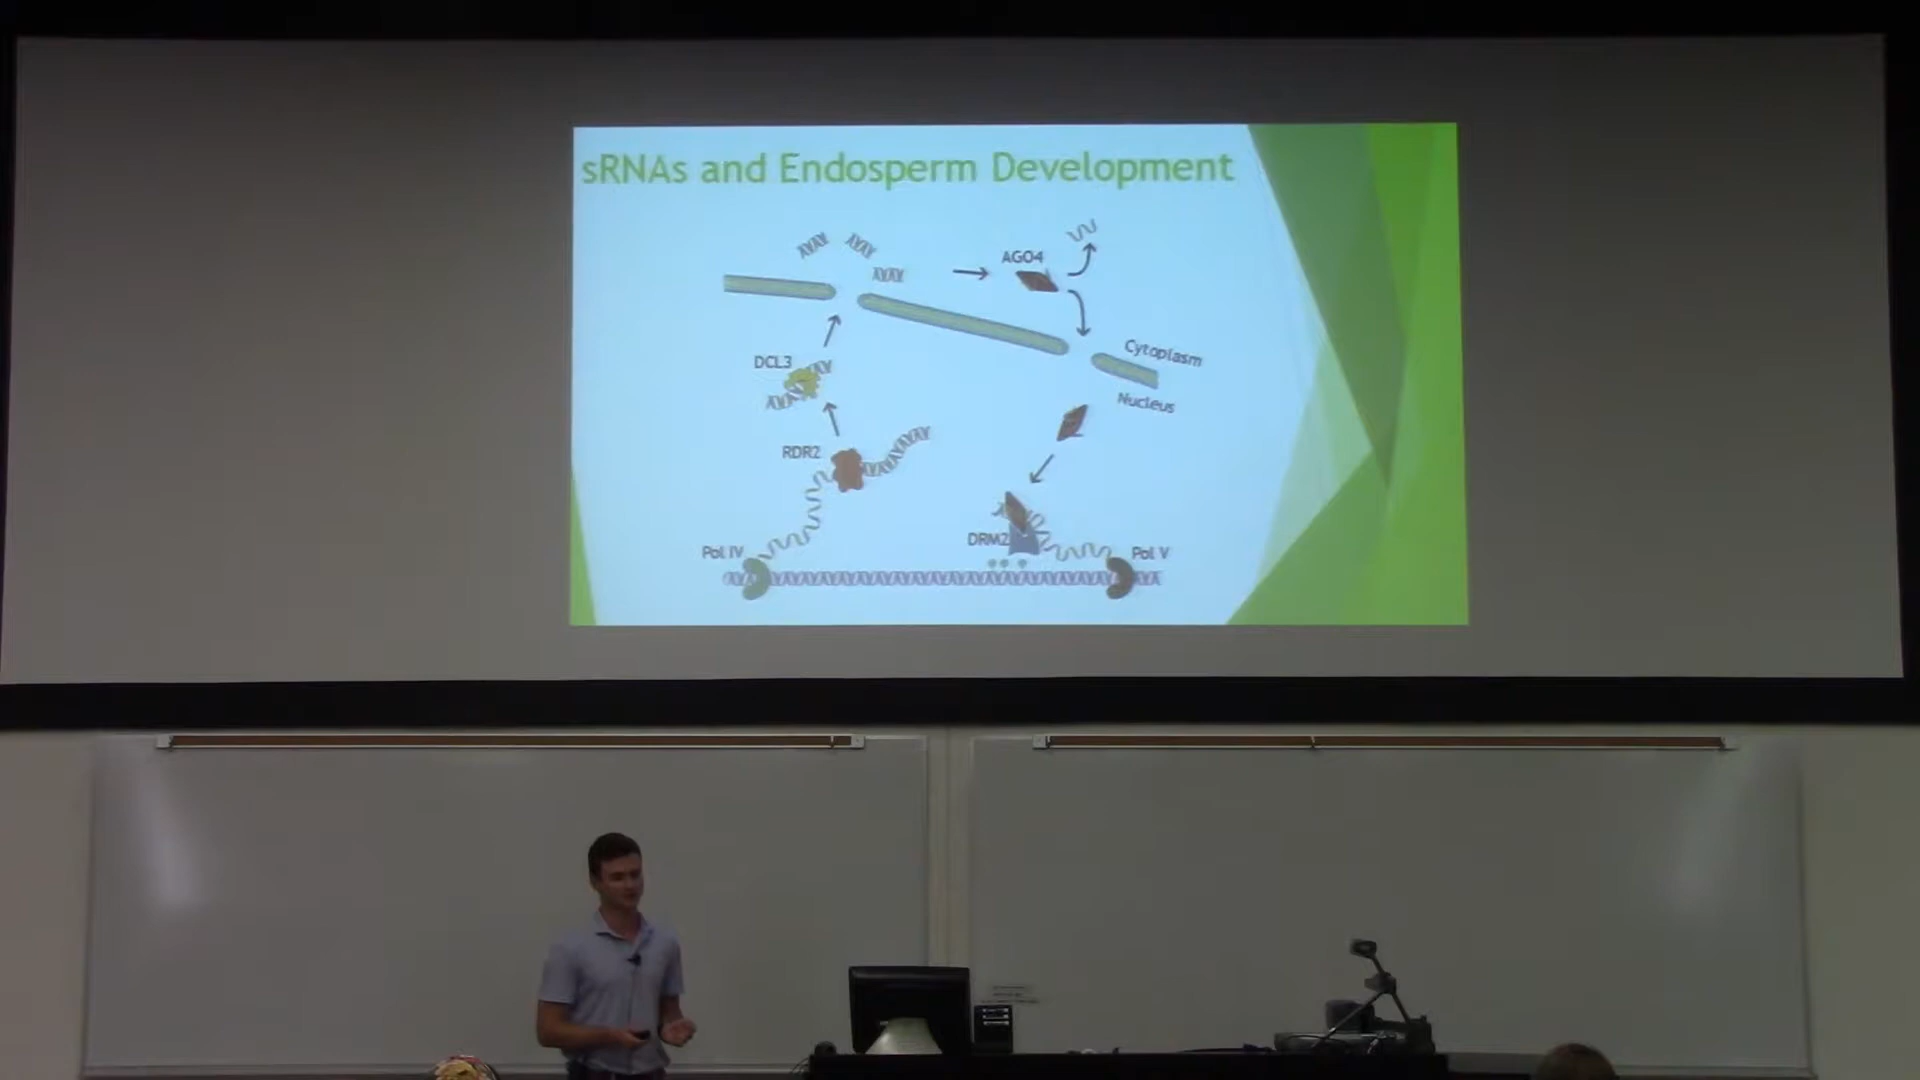 sRNAs and Endosperm Development
AGO4
Cytoplasm
DCL3
Nucleus
RDR2
DRM2
Pol IV
Pol V